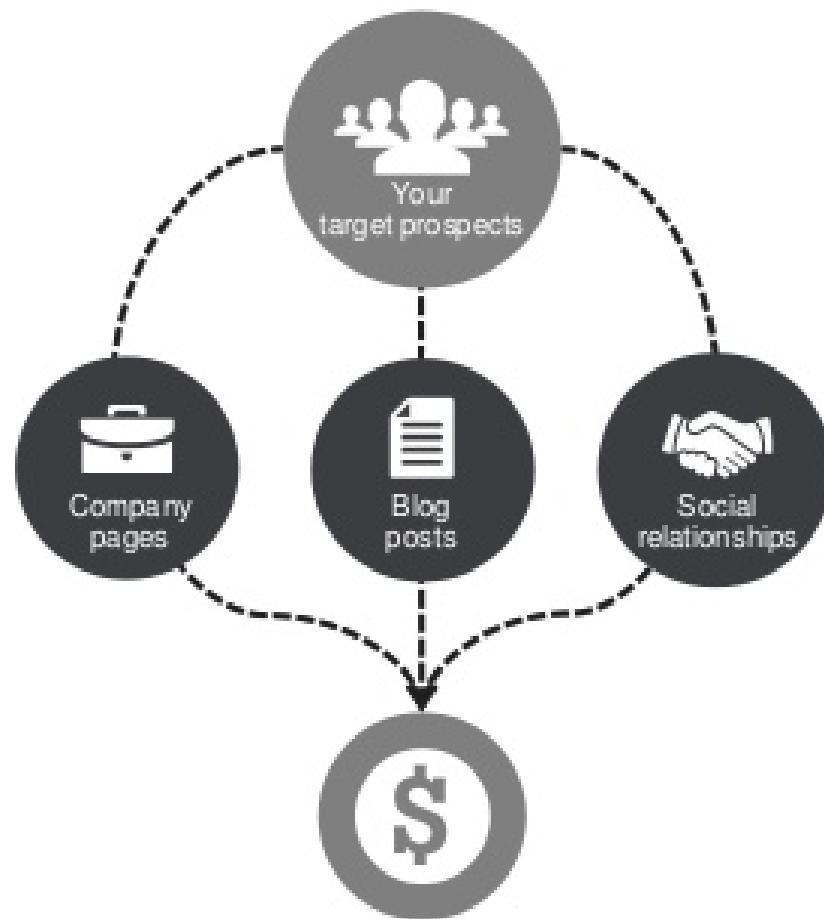 Your
target prospects
Company
pages
Blog
posts
Social
relationships
$